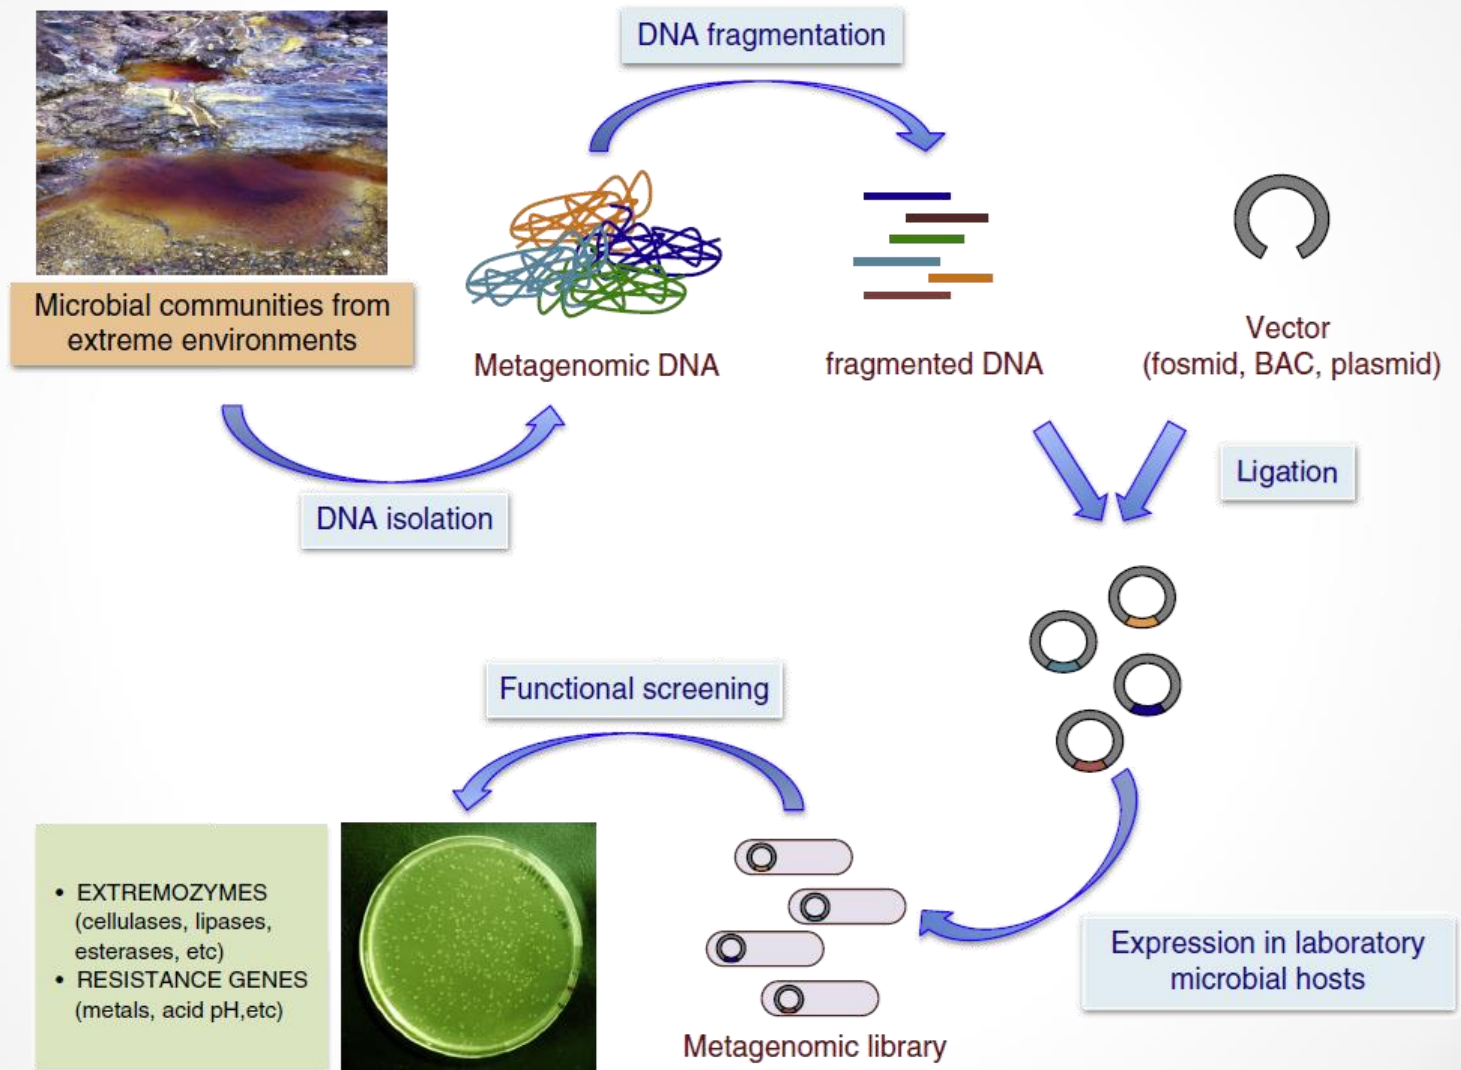 DNA fragmentation
Microbial communities from
extreme environments
Metagenomic DNA
fragmented DNA
Vector
(fosmid, BAC, plasmid)
DNA isolation
Ligation
Functional screening
Expression in laboratory
microbial hosts
Metagenomic library
• EXTREMOZYMES
(cellulases, lipases,
esterases, etc)
• RESISTANCE GENES
(metals, acid pH,etc)